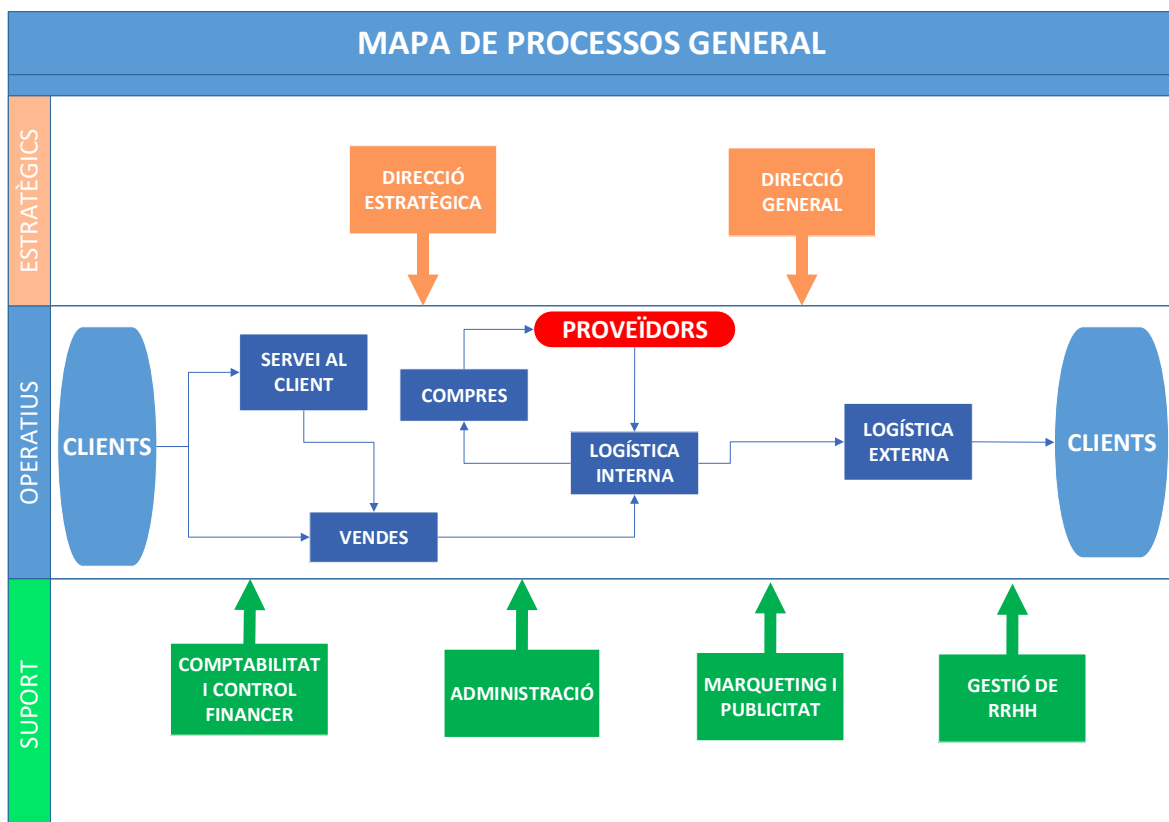 MAPA DE PROCESSOS GENERAL
ESTRATÈGICS
DIRECCIÓ
ESTRATÈGICA
DIRECCIÓ
GENERAL
OPERATIUS
CLIENTS
SERVEI AL
CLIENT
VENDES
COMPRES
PROVEÏDORS
LOGÍSTICA
INTERNA
LOGÍSTICA
EXTERNA
CLIENTS
SUPORT
COMPTABILITAT
I CONTROL
FINANCER
ADMINISTRACIÓ
MARQUETING I
PUBLICITAT
GESTIÓ DE
RRHH